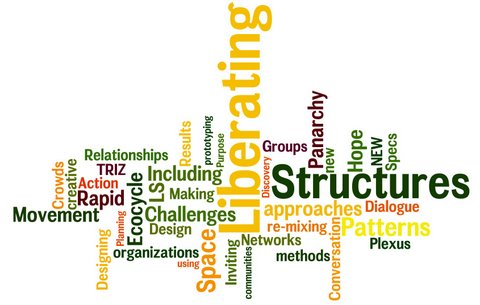 Liberating
Structures
Relationships
TRIZ
Action
Rapid
Crowds
creative
Movement
Designing
Planning
Ecocycle
LS
Including
Making
Challenges
Design
organizations
using
Results
prototyping
Purpose
Space
Inviting
communities
Networks
Groups
Discovery
Panarchy
new
Hope
NEW
Specs
approaches
Dialogue
re-mixing
Conversation
Patterns
Plexus
methods